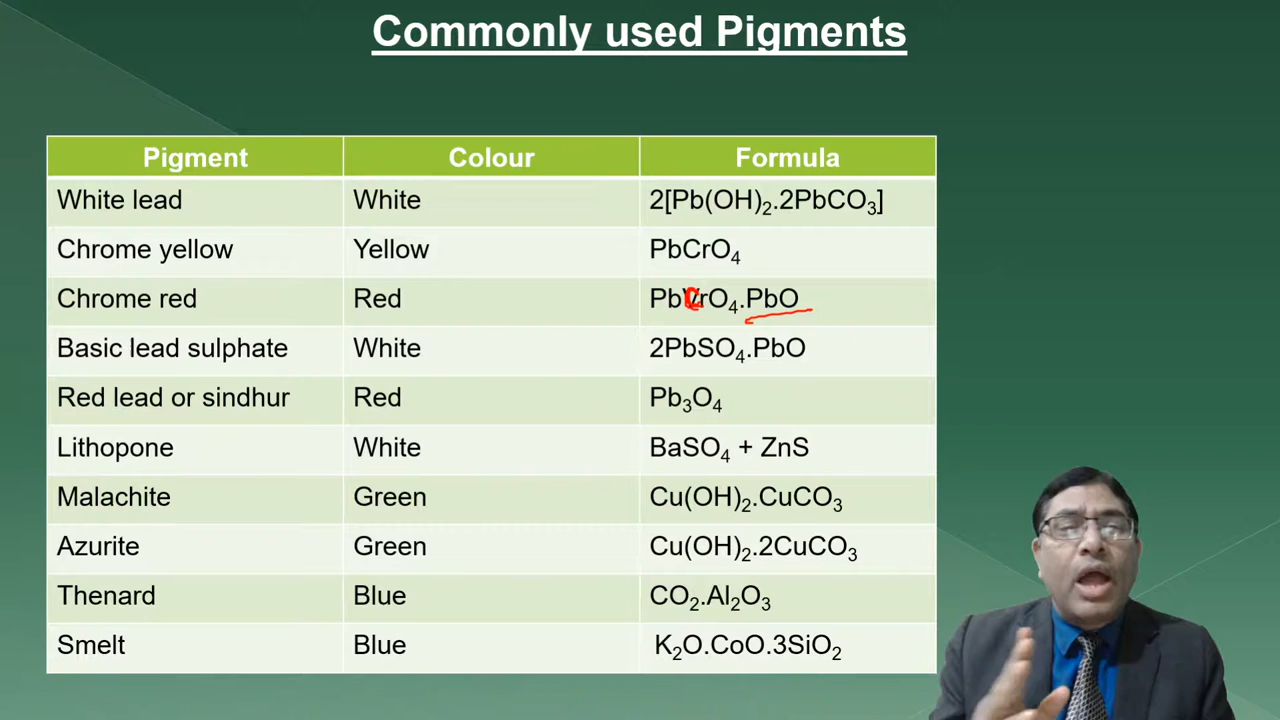 Commonly used Pigments
Pigment Colour Formula
White lead White 2[Pb(OH)₂.2PbCO₃]
Chrome yellow Yellow PbCrO₄
Chrome red Red PbCrO₄.PbO
Basic lead sulphate White 2PbSO₄.PbO
Red lead or sindhur Red Pb₃O₄
Lithopone White BaSO₄ + ZnS
Malachite Green Cu(OH)₂.CuCO₃
Azurite Green Cu(OH)₂.2CuCO₃
Thenard Blue CO₂.Al₂O₃
Smelt Blue K₂O.CoO.3SiO₂